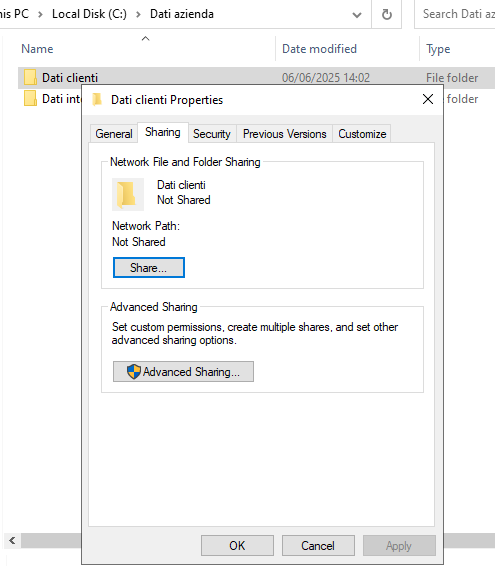 his PC > Local Disk (C:) > Dati azienda
Search Dati az
Name Date modified Type
Dati clienti 06/06/2025 14:02 File folder
Dati inte
older
Dati clienti Properties
General Sharing Security Previous Versions Customize
Network File and Folder Sharing
Dati clienti
Not Shared
Network Path:
Not Shared
Share...
Advanced Sharing
Set custom permissions, create multiple shares, and set other
advanced sharing options.
Advanced Sharing...
OK Cancel Apply